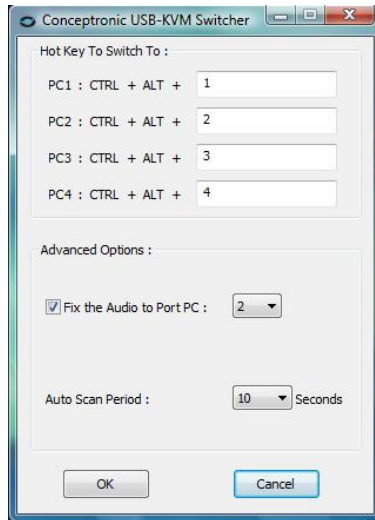 Conceptronic USB-KVM Switcher
Hot Key To Switch To :
PC1 : CTRL + ALT + 1
PC2 : CTRL + ALT + 2
PC3 : CTRL + ALT + 3
PC4 : CTRL + ALT + 4
Advanced Options :
Fix the Audio to Port PC : 2
Auto Scan Period : 10 Seconds
OK Cancel